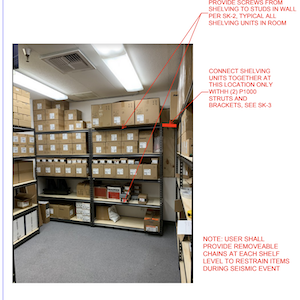 PROVIDE SCREWS FROM
SHELVING TO STUDS IN WALL
PER SK-2, TYPICAL ALL
SHELVING UNITS IN ROOM
CONNECT SHELVING
UNITS TOGETHER AT
THIS LOCATION ONLY
WITHH (2) P1000
STRUTS AND
BRACKETS, SEE SK-3
NOTE: USER SHALL
PROVIDE REMOVEABLE
CHAINS AT EACH SHELF
LEVEL TO RESTRAIN ITEMS
DURING SEISMIC EVENT